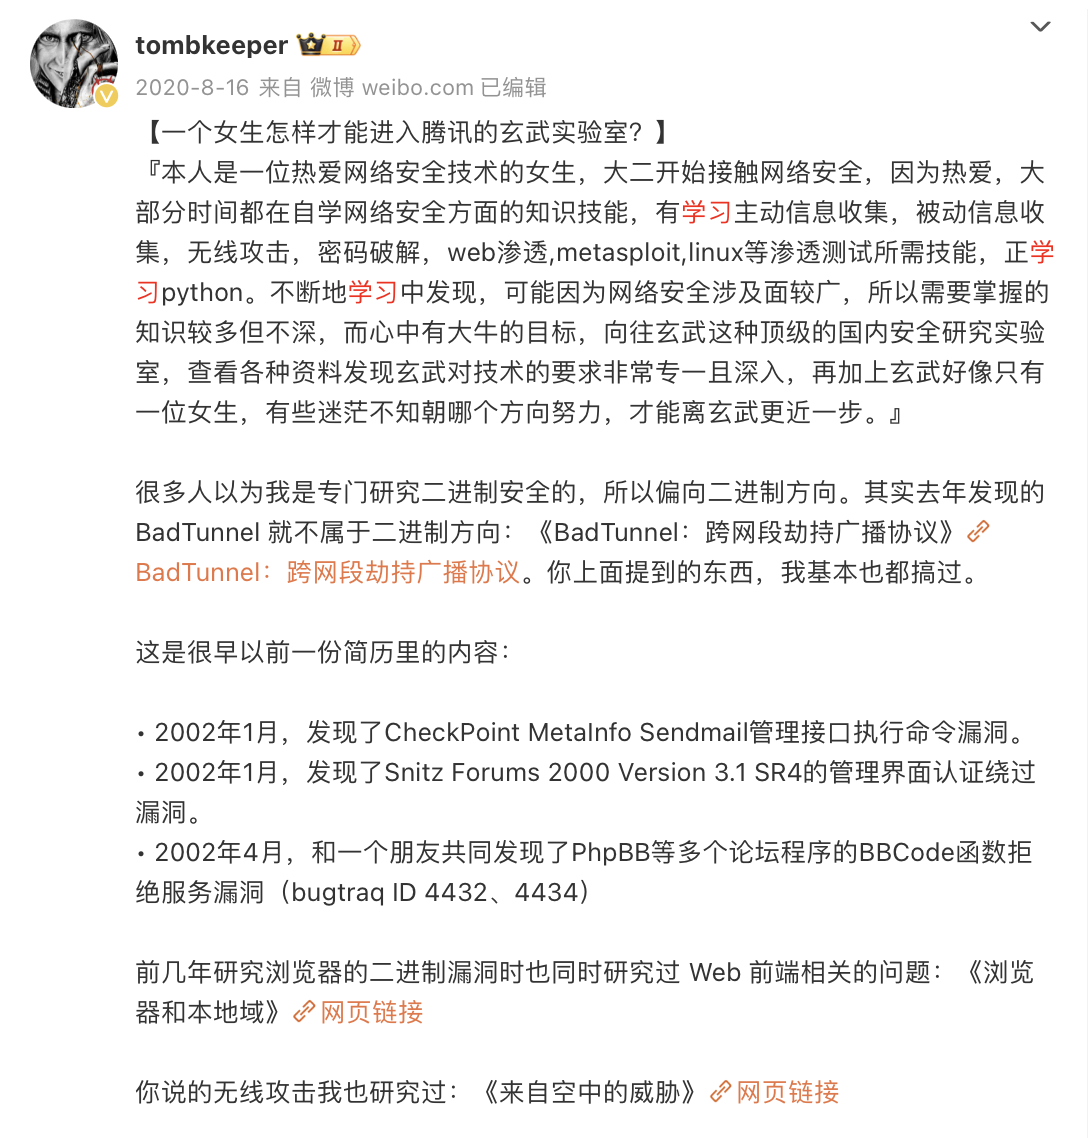 tombkeeper II
2020-8-16 来自 微博 weibo.com 已编辑
【一个女生怎样才能进入腾讯的玄武实验室？】
『本人是一位热爱网络安全技术的女生，大二开始接触网络安全，因为热爱，大
部分时间都在自学网络安全方面的知识技能，有学习主动信息收集，被动信息收
集，无线攻击，密码破解，web渗透,metasploit,linux等渗透测试所需技能，正学
习python。不断地学习中发现，可能因为网络安全涉及面较广，所以需要掌握的
知识较多但不深，而心中有大牛的目标，向往玄武这种顶级的国内安全研究实验
室，查看各种资料发现玄武对技术的要求非常专一且深入，再加上玄武好像只有
一位女生，有些迷茫不知朝哪个方向努力，才能离玄武更近一步。』
很多人以为我是专门研究二进制安全的，所以偏向二进制方向。其实去年发现的
BadTunnel 就不属于二进制方向：《BadTunnel：跨网段劫持广播协议》
BadTunnel：跨网段劫持广播协议。你上面提到的东西，我基本也都搞过。
这是很早以前一份简历里的内容：
• 2002年1月，发现了CheckPoint MetaInfo Sendmail管理接口执行命令漏洞。
• 2002年1月，发现了Snitz Forums 2000 Version 3.1 SR4的管理界面认证绕过
漏洞。
• 2002年4月，和一个朋友共同发现了PhpBB等多个论坛程序的BBCode函数拒
绝服务漏洞（bugtraq ID 4432、4434）
前几年研究浏览器的二进制漏洞时也同时研究过 Web 前端相关的问题：《浏览
器和本地域》网页链接
你说的无线攻击我也研究过：《来自空中的威胁》网页链接